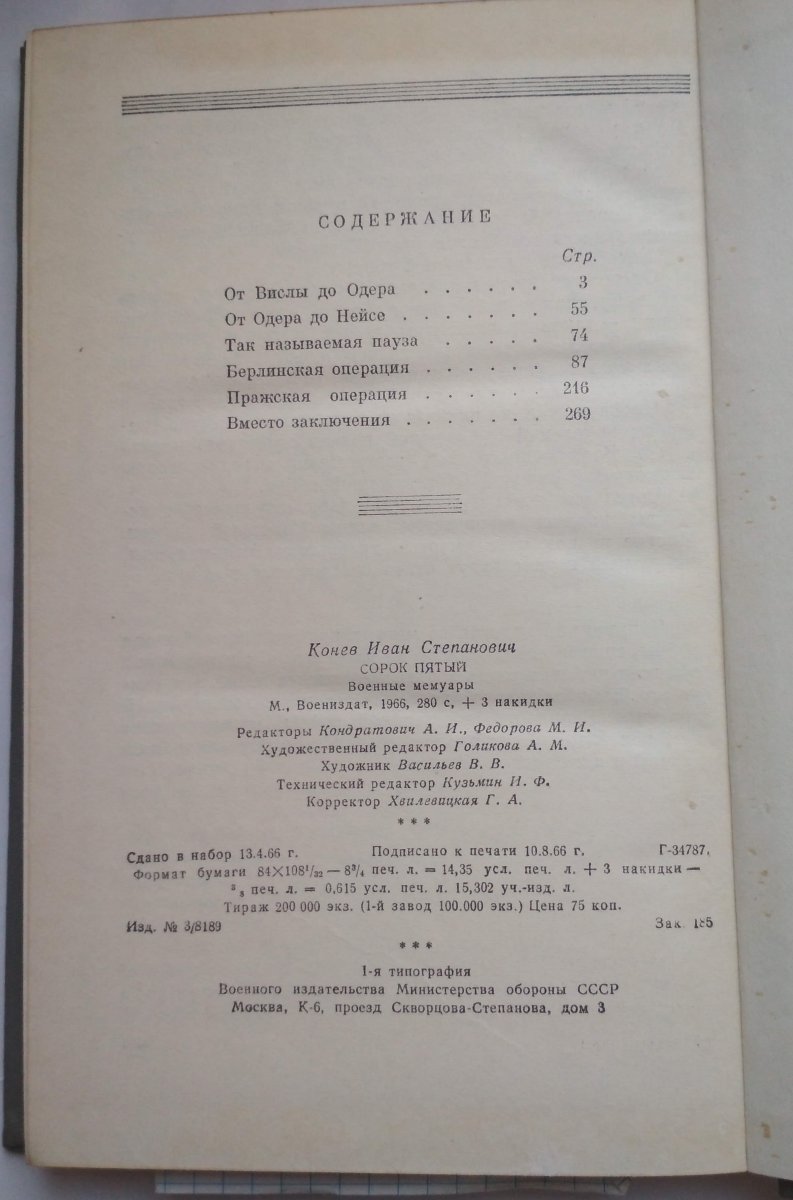 СОДЕРЖАНИЕ
Стр.
От Вислы до Одера . . . . . . 3
От Одера до Нейсе . . . . . . . 55
Так называемая пауза . . . . . 74
Берлинская операция . . . . . . 87
Пражская операция . . . . . . 216
Вместо заключения . . . . . . . 269
Конев Иван Степанович
СОРОК ПЯТЫЙ
Военные мемуары
М., Воениздат, 1966, 280 с, + 3 накидки
Редакторы Кондратович А. И., Федорова М. И.
Художественный редактор Голикова А. М.
Художник Васильев В. В.
Технический редактор Кузьмин И. Ф.
Корректор Хвилевицкая Г. А.
* * *
Сдано в набор 13.4.66 г. Подписано к печати 10.8.66 г. Г-34787.
Формат бумаги 84×108¹/₃₂ — 8³/₄ печ. л. = 14,35 усл. печ. л. + 3 накидки —
печ. л. = 0,615 усл. печ. л. 15,302 уч.-изд. л.
Тираж 200 000 экз. (1-й завод 100.000 экз.) Цена 75 коп.
Изд. № 3/8189 Зак.
* * *
1-я типография
Военного издательства Министерства обороны СССР
Москва, К-6, проезд Скворцова-Степанова, дом 3